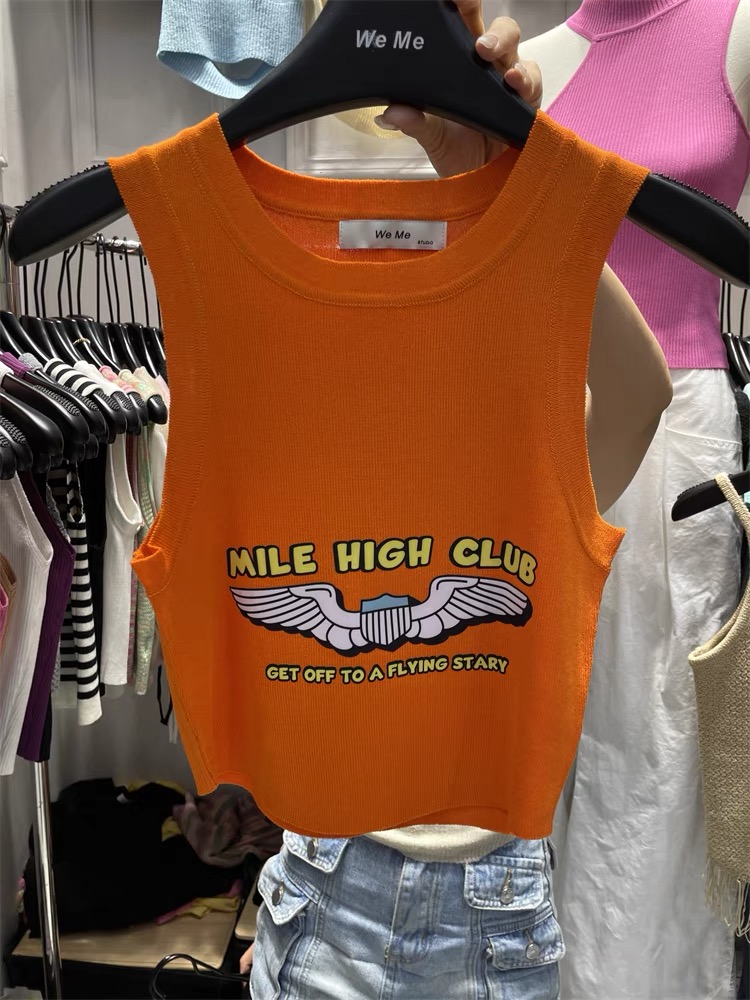 We Me
We Me
STUDIO
MILE HIGH CLUB
GET OFF TO A FLYING STARY